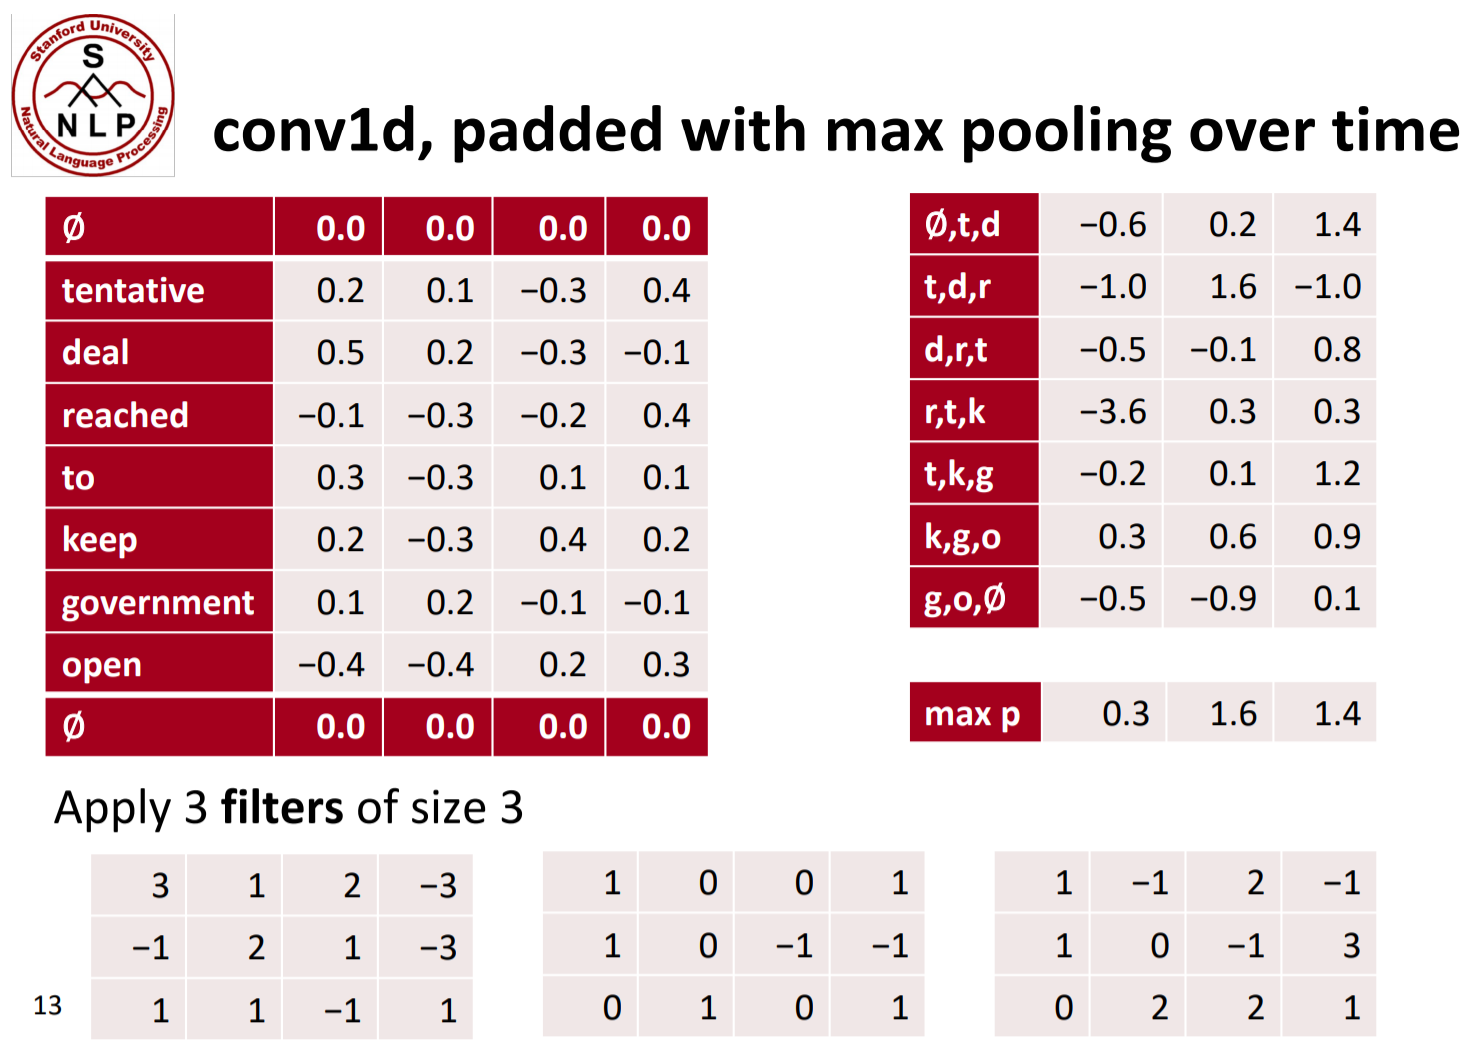 Stanford University
S
N L P
Natural Language Processing
conv1d, padded with max pooling over time
Ø 0.0 0.0 0.0 0.0
tentative 0.2 0.1 −0.3 0.4
deal 0.5 0.2 −0.3 −0.1
reached −0.1 −0.3 −0.2 0.4
to 0.3 −0.3 0.1 0.1
keep 0.2 −0.3 0.4 0.2
government 0.1 0.2 −0.1 −0.1
open −0.4 −0.4 0.2 0.3
Ø 0.0 0.0 0.0 0.0
Ø,t,d −0.6 0.2 1.4
t,d,r −1.0 1.6 −1.0
d,r,t −0.5 −0.1 0.8
r,t,k −3.6 0.3 0.3
t,k,g −0.2 0.1 1.2
k,g,o 0.3 0.6 0.9
g,o,Ø −0.5 −0.9 0.1
max p 0.3 1.6 1.4
Apply 3 filters of size 3
3 1 2 −3
−1 2 1 −3
1 1 −1 1
1 0 0 1
1 0 −1 −1
0 1 0 1
1 −1 2 −1
1 0 −1 3
0 2 2 1
13